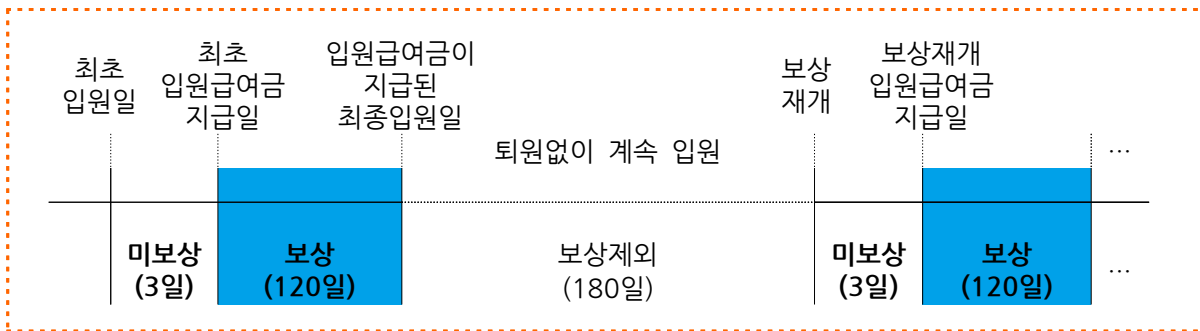 최초
입원일
최초
입원급여금
지급일
입원급여금이
지급된
최종입원일
퇴원없이 계속 입원
보상
재개
보상재개
입원급여금
지급일
…
미보상
(3일)
보상
(120일)
보상제외
(180일)
미보상
(3일)
보상
(120일)
…